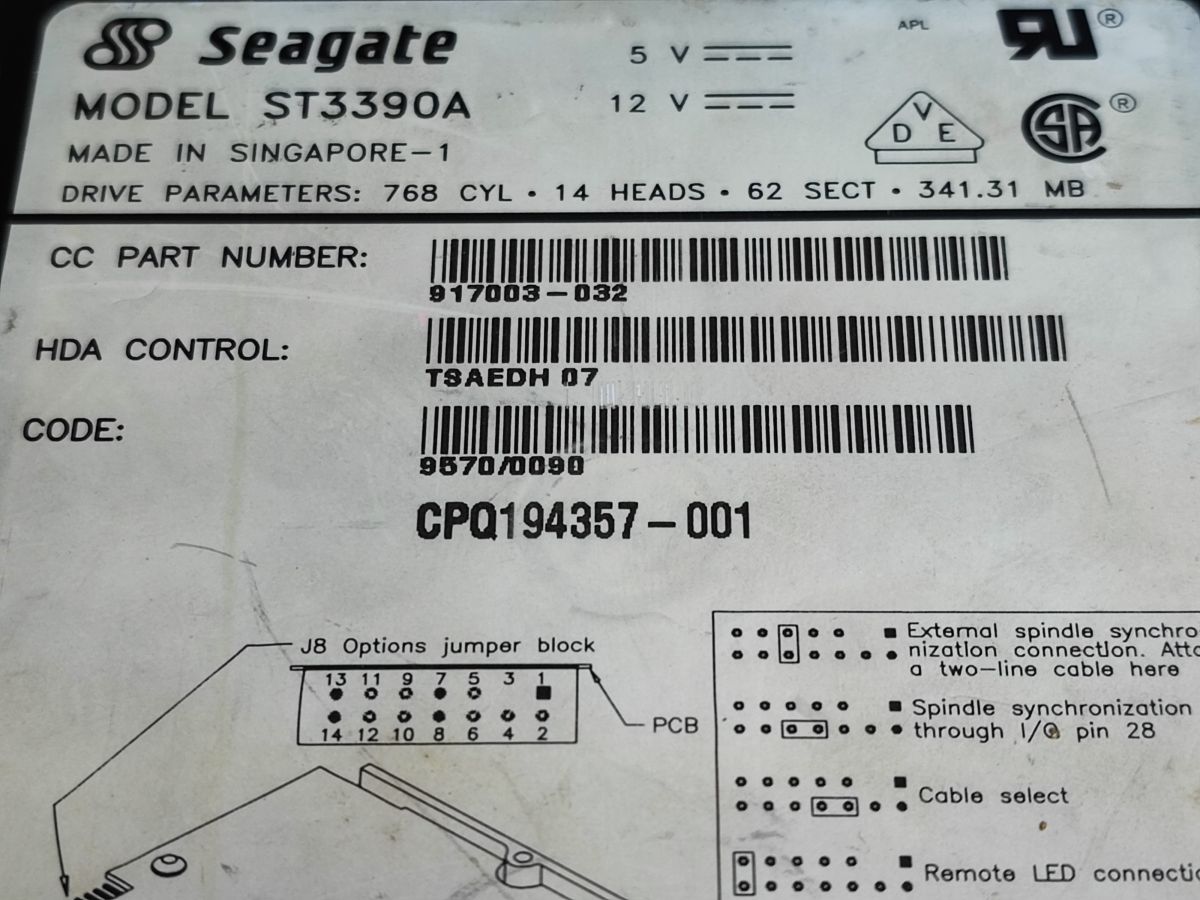 Seagate
5 V
APL
MODEL ST3390A
12 V
VDE
MADE IN SINGAPORE-1
DRIVE PARAMETERS: 768 CYL • 14 HEADS • 62 SECT • 341.31 MB
CC PART NUMBER:
917003-032
HDA CONTROL:
TSAEDH 07
CODE:
9570/0090
CPQ194357-001
J8 Options jumper block
13 11 9 7 5 3 1
14 12 10 8 6 4 2
PCB
External spindle synchro
nization connection. Atta
a two-line cable here
Spindle synchronization
through I/O pin 28
Cable select
Remote LED connectio